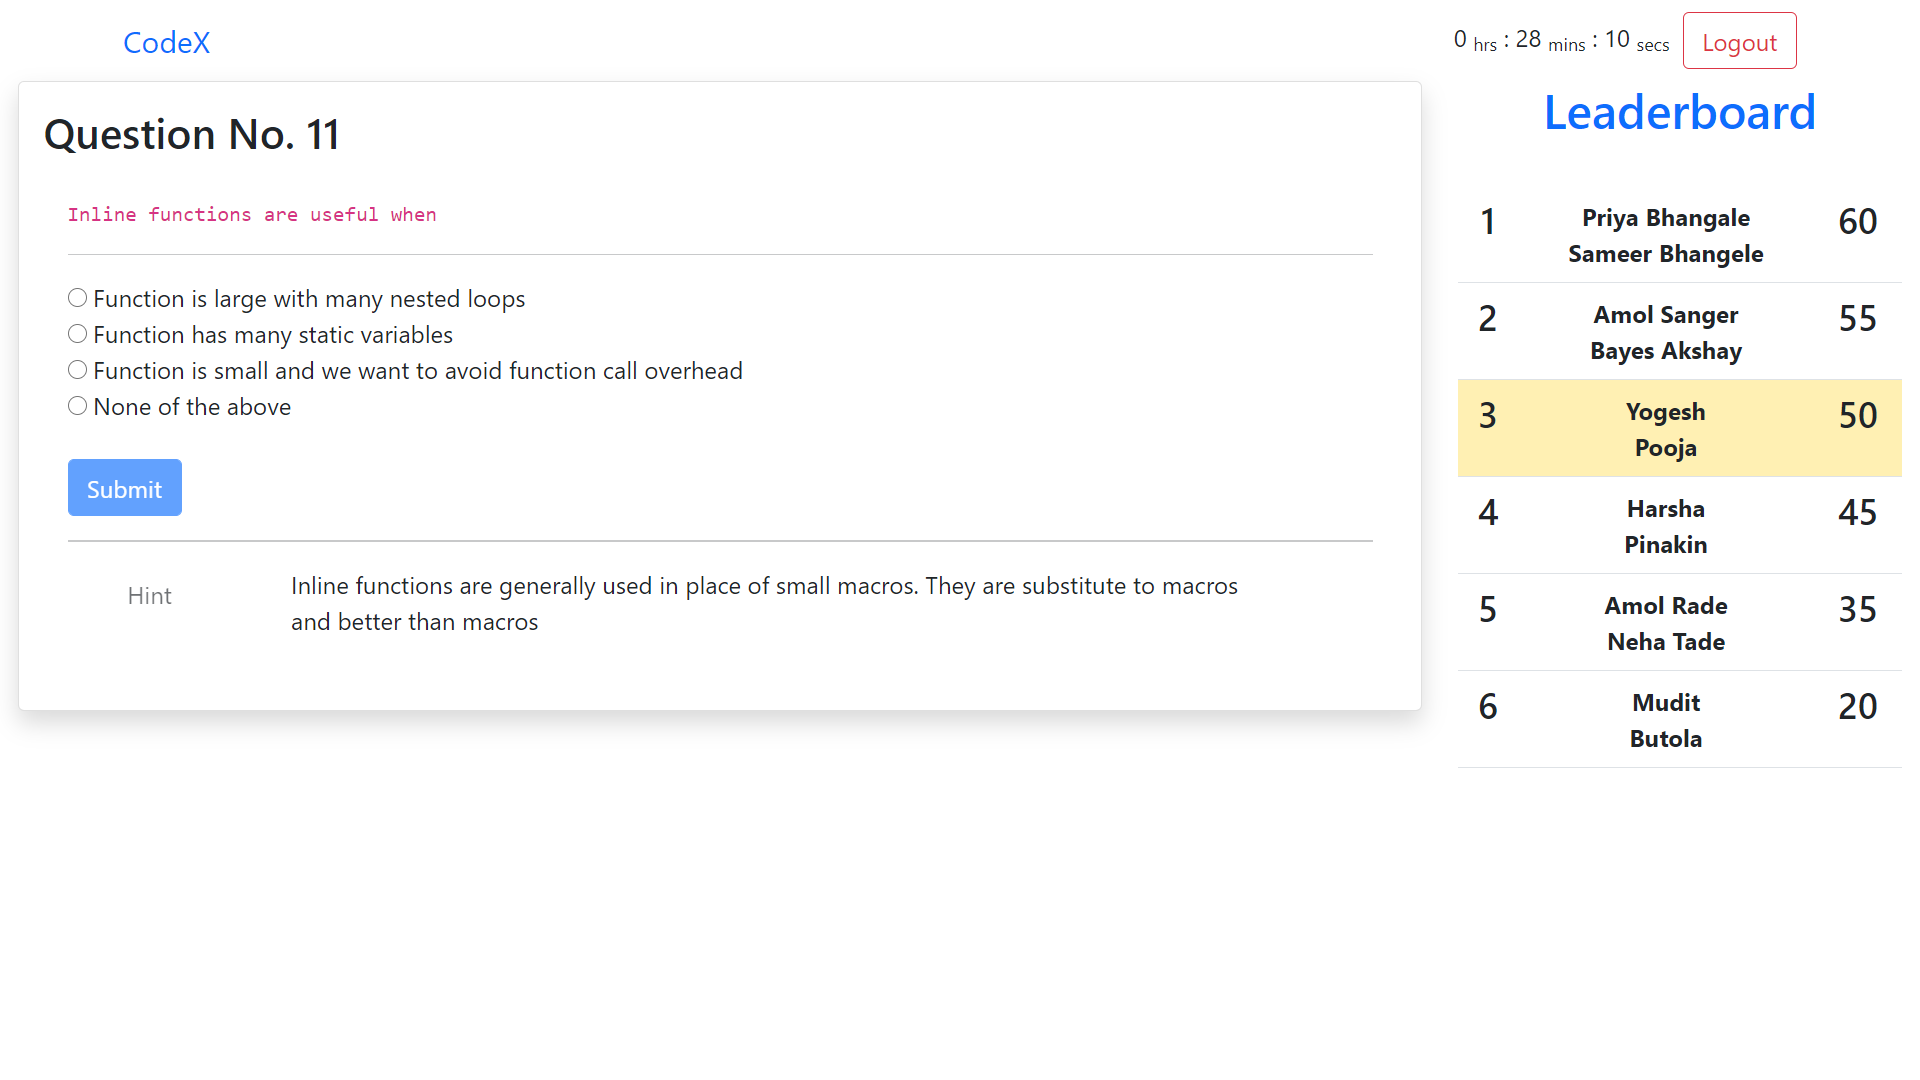 CodeX
0 hrs : 28 mins : 10 secs
Logout
Question No. 11
Inline functions are useful when
Function is large with many nested loops
Function has many static variables
Function is small and we want to avoid function call overhead
None of the above
Submit
Hint
Inline functions are generally used in place of small macros. They are substitute to macros
and better than macros
Leaderboard
1 Priya Bhangale 60
Sameer Bhangele
2 Amol Sanger 55
Bayes Akshay
3 Yogesh 50
Pooja
4 Harsha 45
Pinakin
5 Amol Rade 35
Neha Tade
6 Mudit 20
Butola